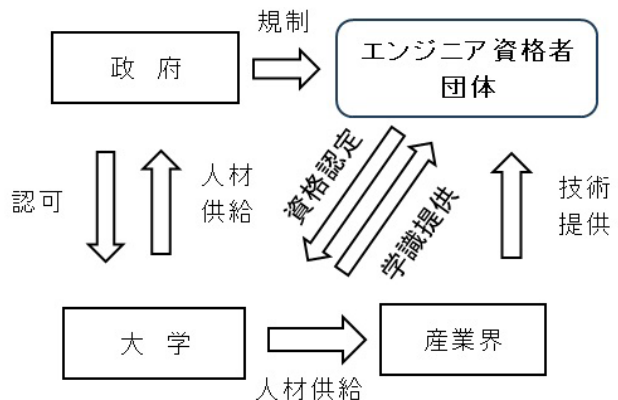 規制
政 府
エンジニア資格者
団体
認可
人材
供給
資格認定
学識提供
技術
提供
大 学
産業界
人材供給